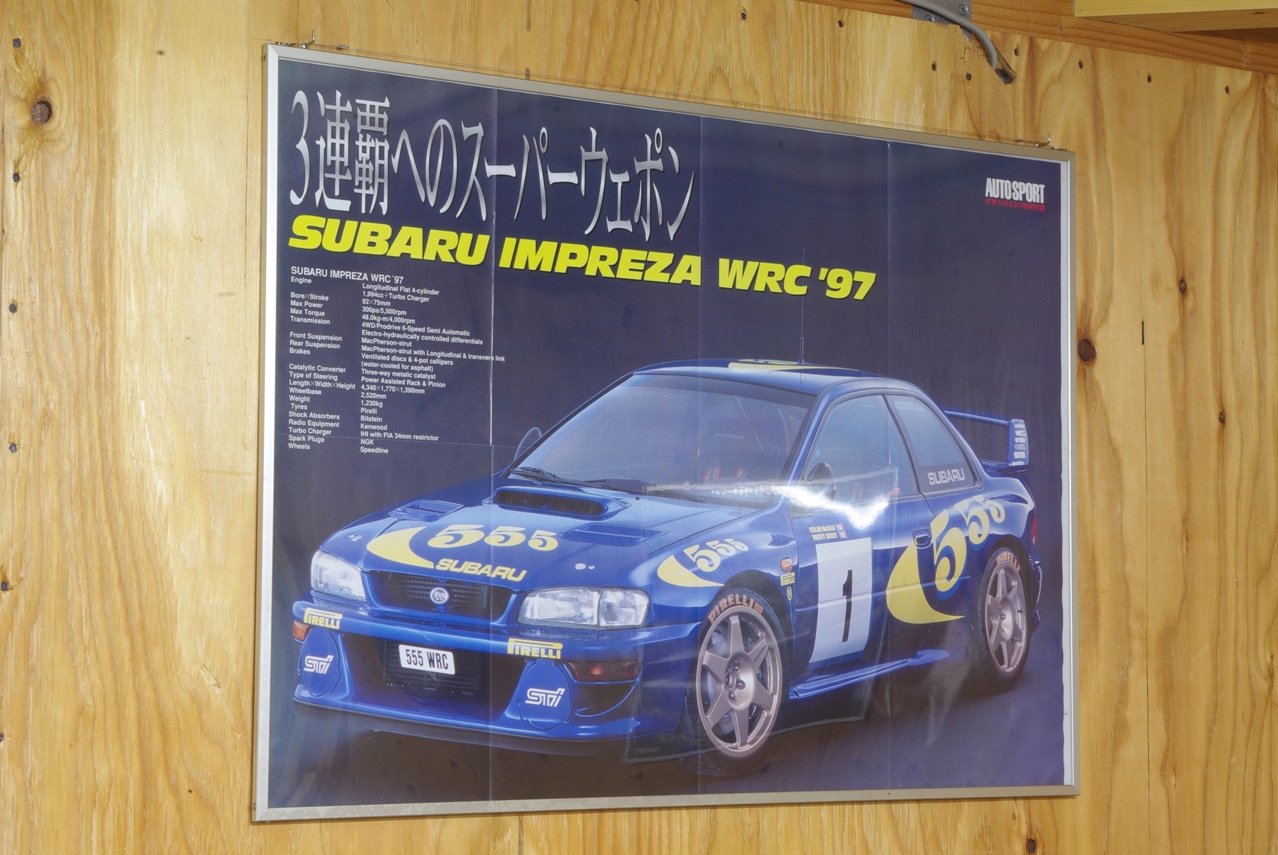 3連覇へのスーパーウェポン
AUTO SPORT
SUBARU IMPREZA WRC '97
SUBARU IMPREZA WRC`97
Engine Longitudinal Flat 4-cylinder
1,994cc+Turbo Charger
Bore×Stroke 92×75mm
Max Power 300ps/5,500rpm
Max Torque 48.0kg-m/4,000rpm
Transmission 4WD/Prodrive 6-Speed Semi Automatic
Electro-hydraulically controlled differentials
Front Suspension MacPherson-strut
Rear Suspension MacPherson-strut with Longitudinal & transvers link
Brakes Ventilated discs & 4-pot callipers
(water-cooled for asphalt)
Catalytic Converter Three-way metalic catalyst
Type of Steering Power Assisted Rack & Pinion
Length×Width×Height 4,340×1,770×1,390mm
Wheelbase 2,520mm
Weight 1,230kg
Tyres Pirelli
Shock Absorbers Bilstein
Radio Equipment Kenwood
Turbo Charger IHI with FIA 34mm restrictor
Spark Plugs NGK
Wheels Speedline
SUBARU
555
SUBARU
555
555
COLIN McRAE
NICKY GRIST
1
PIRELLI
PIRELLI
PIRELLI
PIRELLI
555 WRC
STi
STi